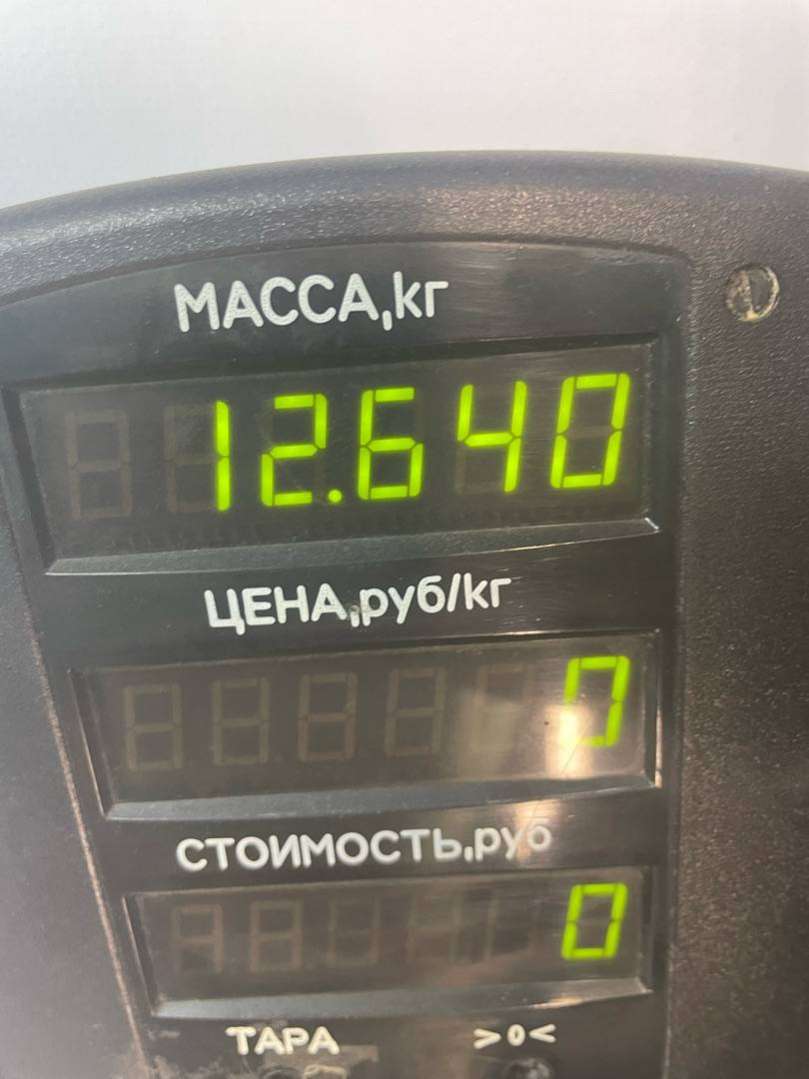 МАССА,кг
12.640
ЦЕНА,руб/кг
0
СТОИМОСТЬ,руб
0
ТАРА >0<